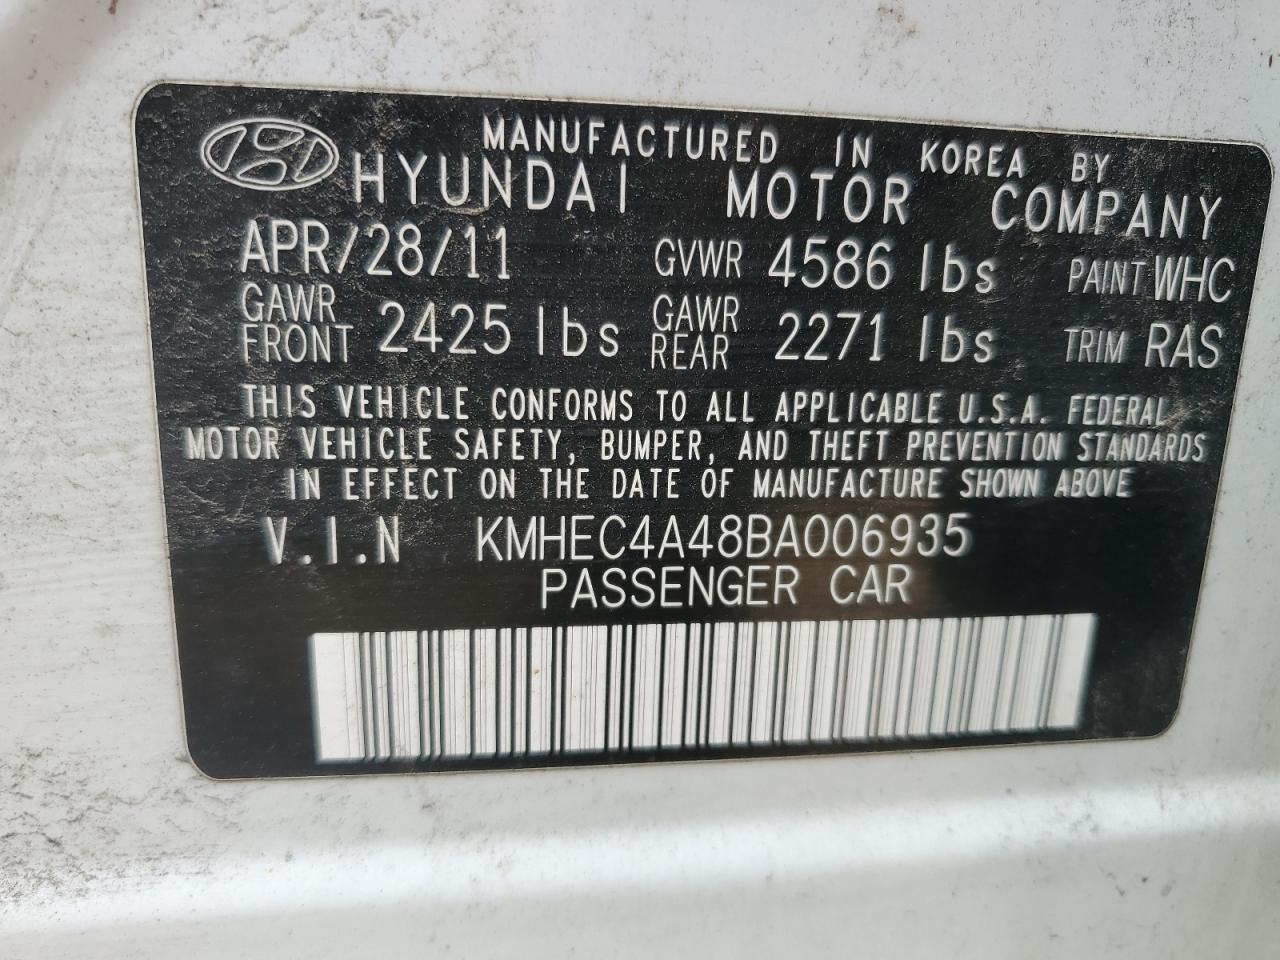 MANUFACTURED IN KOREA BY
HYUNDAI MOTOR COMPANY
APR/28/11 GVWR 4586 lbs PAINT WHC
GAWR FRONT 2425 lbs GAWR REAR 2271 lbs TRIM RAS
THIS VEHICLE CONFORMS TO ALL APPLICABLE U.S.A. FEDERAL
MOTOR VEHICLE SAFETY, BUMPER, AND THEFT PREVENTION STANDARDS
IN EFFECT ON THE DATE OF MANUFACTURE SHOWN ABOVE
V.I.N KMHEC4A48BA006935
PASSENGER CAR